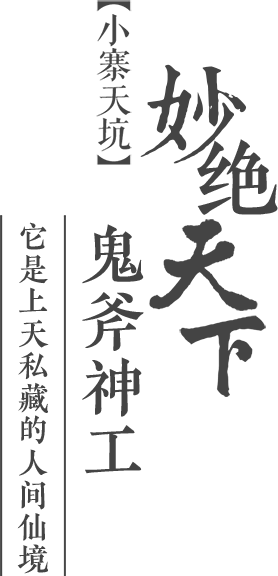 妙绝天下
【小寨天坑】
鬼斧神工
它是上天私藏的人间仙境